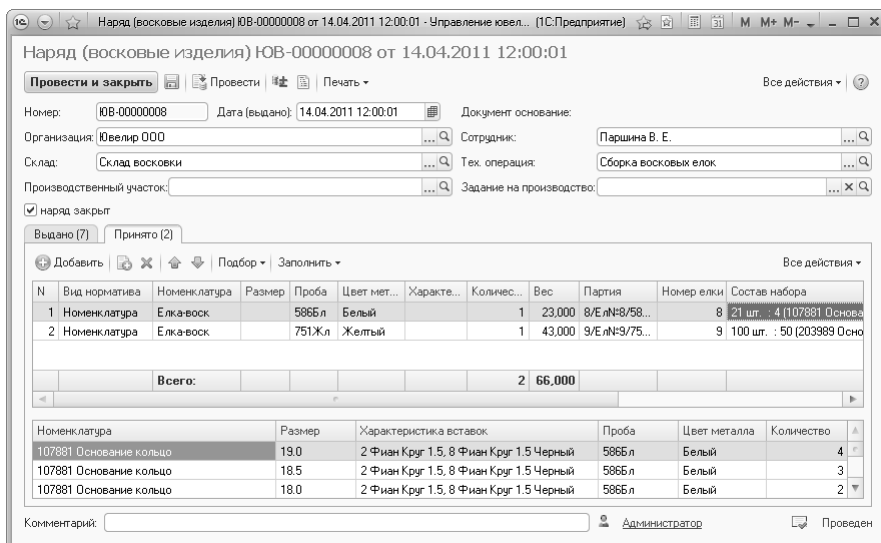 Наряд (восковые изделия) ЮВ-00000008 от 14.04.2011 12:00:01 - Управление ювел... (1С:Предприятие) M M+ M-
Наряд (восковые изделия) ЮВ-00000008 от 14.04.2011 12:00:01
Провести и закрыть Провести Печать Все действия
Номер: ЮВ-00000008 Дата (выдано): 14.04.2011 12:00:01 Документ основание:
Организация: Ювелир ООО ... Сотрудник: Паршина В. Е. ...
Склад: Склад восковки ... Тех. операция: Сборка восковых елок ...
Производственный участок: ... Задание на производство: ...
наряд закрыт
Выдано (7) Принято (2)
Добавить Подбор Заполнить Все действия
N Вид норматива Номенклатура Размер Проба Цвет мет... Характе... Количес... Вес Партия Номер елки Состав набора
1 Номенклатура Елка-воск 586Бл Белый 1 23,000 8/Ел№8/58... 8 21 шт. : 4 (107881 Основа
2 Номенклатура Елка-воск 751Жл Желтый 1 43,000 9/Ел№9/75... 9 100 шт. : 50 (203989 Осно
Всего: 2 66,000
Номенклатура Размер Характеристика вставок Проба Цвет металла Количество
107881 Основание кольцо 19.0 2 Фиан Круг 1.5, 8 Фиан Круг 1.5 Черный 586Бл Белый 4
107881 Основание кольцо 18.5 2 Фиан Круг 1.5, 8 Фиан Круг 1.5 Черный 586Бл Белый 3
107881 Основание кольцо 18.0 2 Фиан Круг 1.5, 8 Фиан Круг 1.5 Черный 586Бл Белый 2
Комментарий: Администратор Проведен